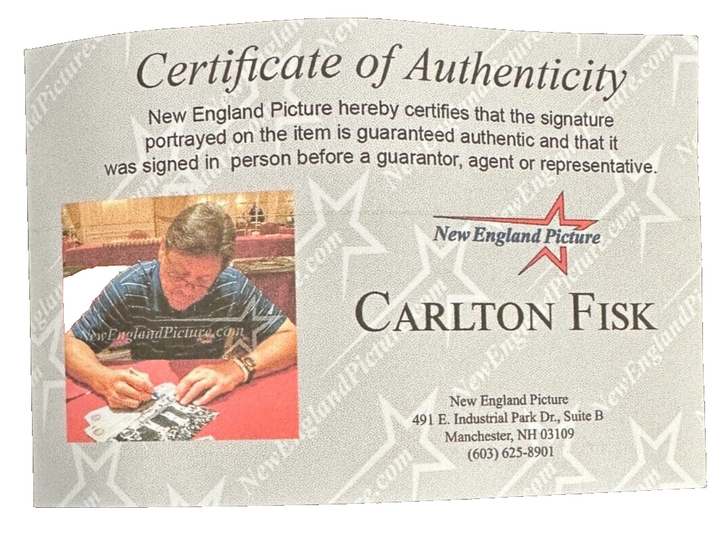 Certificate of Authenticity
New England Picture hereby certifies that the signature
portrayed on the item is guaranteed authentic and that it
was signed in person before a guarantor, agent or representative.
New England Picture
NewEnglandPicture.com
CARLTON FISK
New England Picture
491 E. Industrial Park Dr., Suite B
Manchester, NH 03109
(603) 625-8901